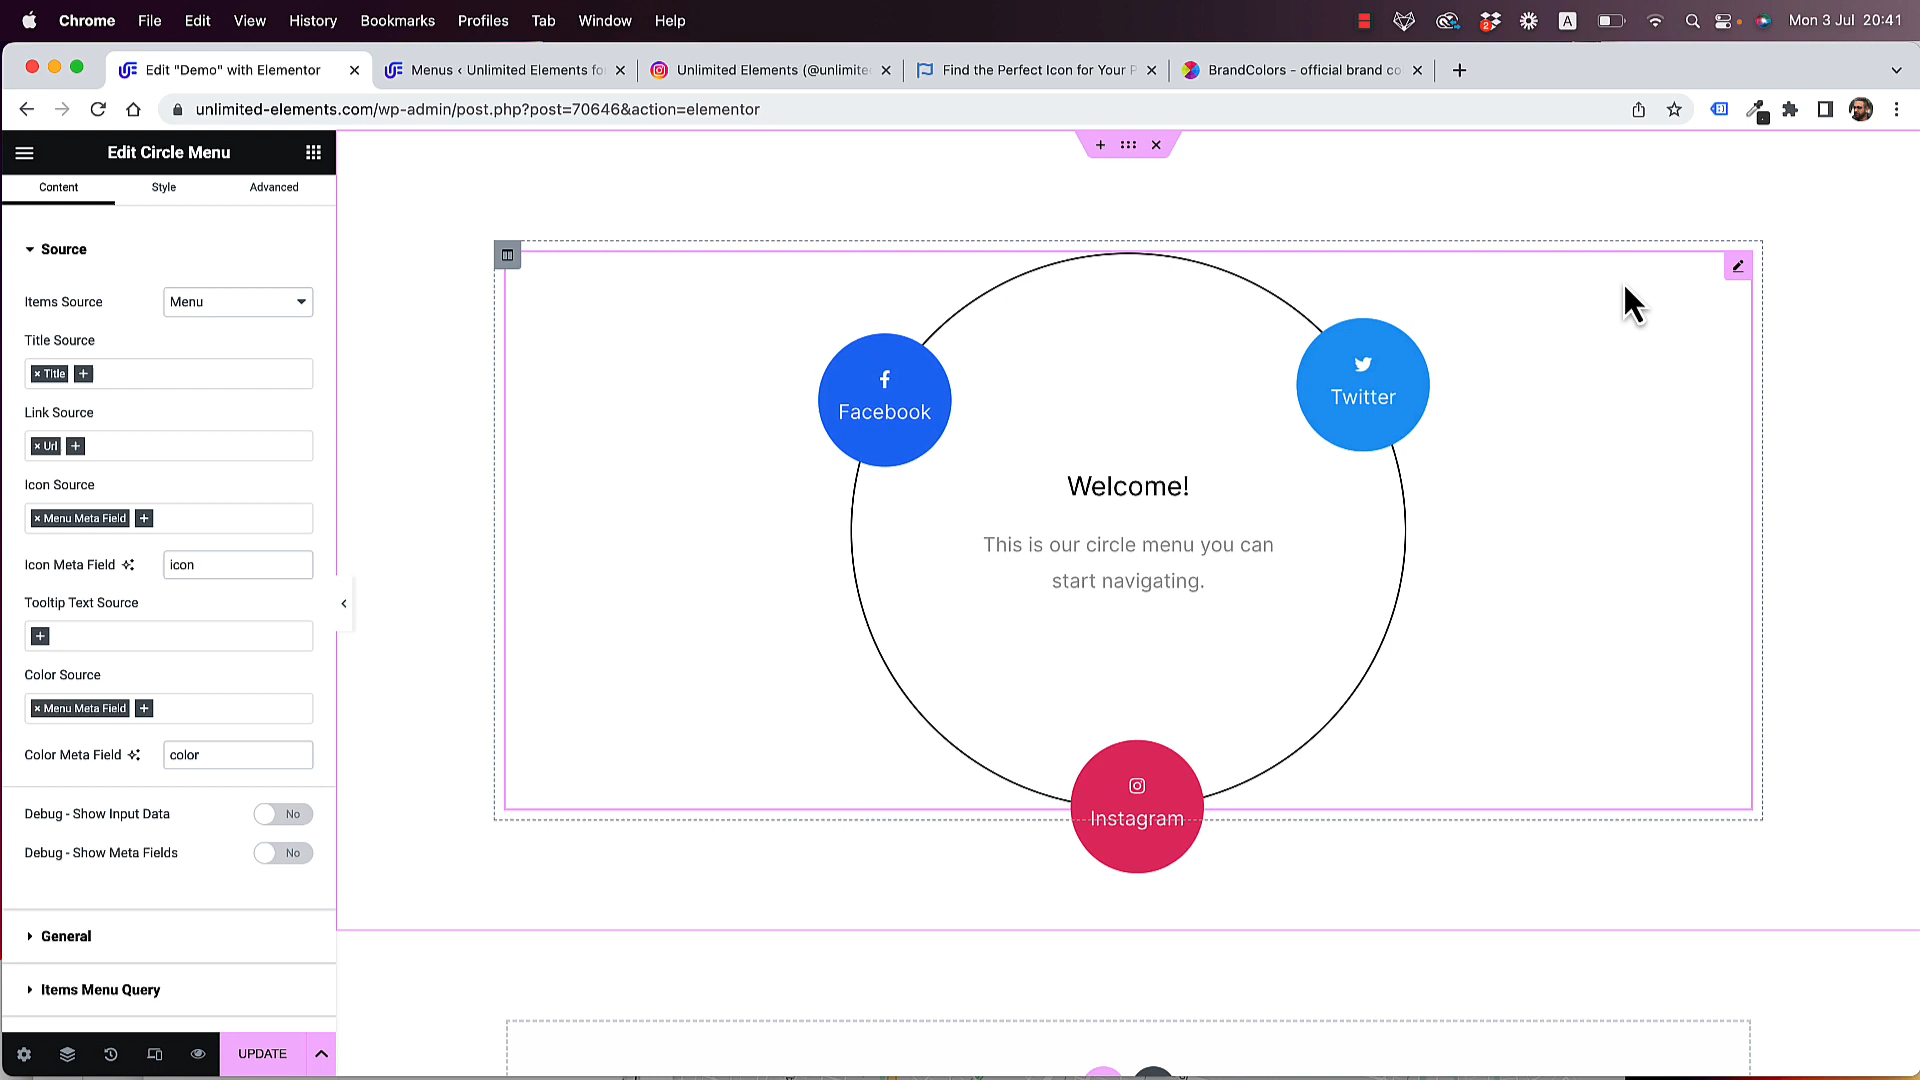 Chrome File Edit View History Bookmarks Profiles Tab Window Help
2 A Mon 3 Jul 20:41
Edit "Demo" with Elementor
Menus ‹ Unlimited Elements fo
Unlimited Elements (@unlimite
Find the Perfect Icon for Your P
BrandColors - official brand co
unlimited-elements.com/wp-admin/post.php?post=70646&action=elementor
Edit Circle Menu
Content Style Advanced
Source
Items Source Menu
Title Source
× Title +
Link Source
× Url +
Icon Source
× Menu Meta Field +
Icon Meta Field icon
Tooltip Text Source
+
Color Source
× Menu Meta Field +
Color Meta Field color
Debug - Show Input Data No
Debug - Show Meta Fields No
General
Items Menu Query
UPDATE
Facebook
Twitter
Welcome!
This is our circle menu you can
start navigating.
Instagram